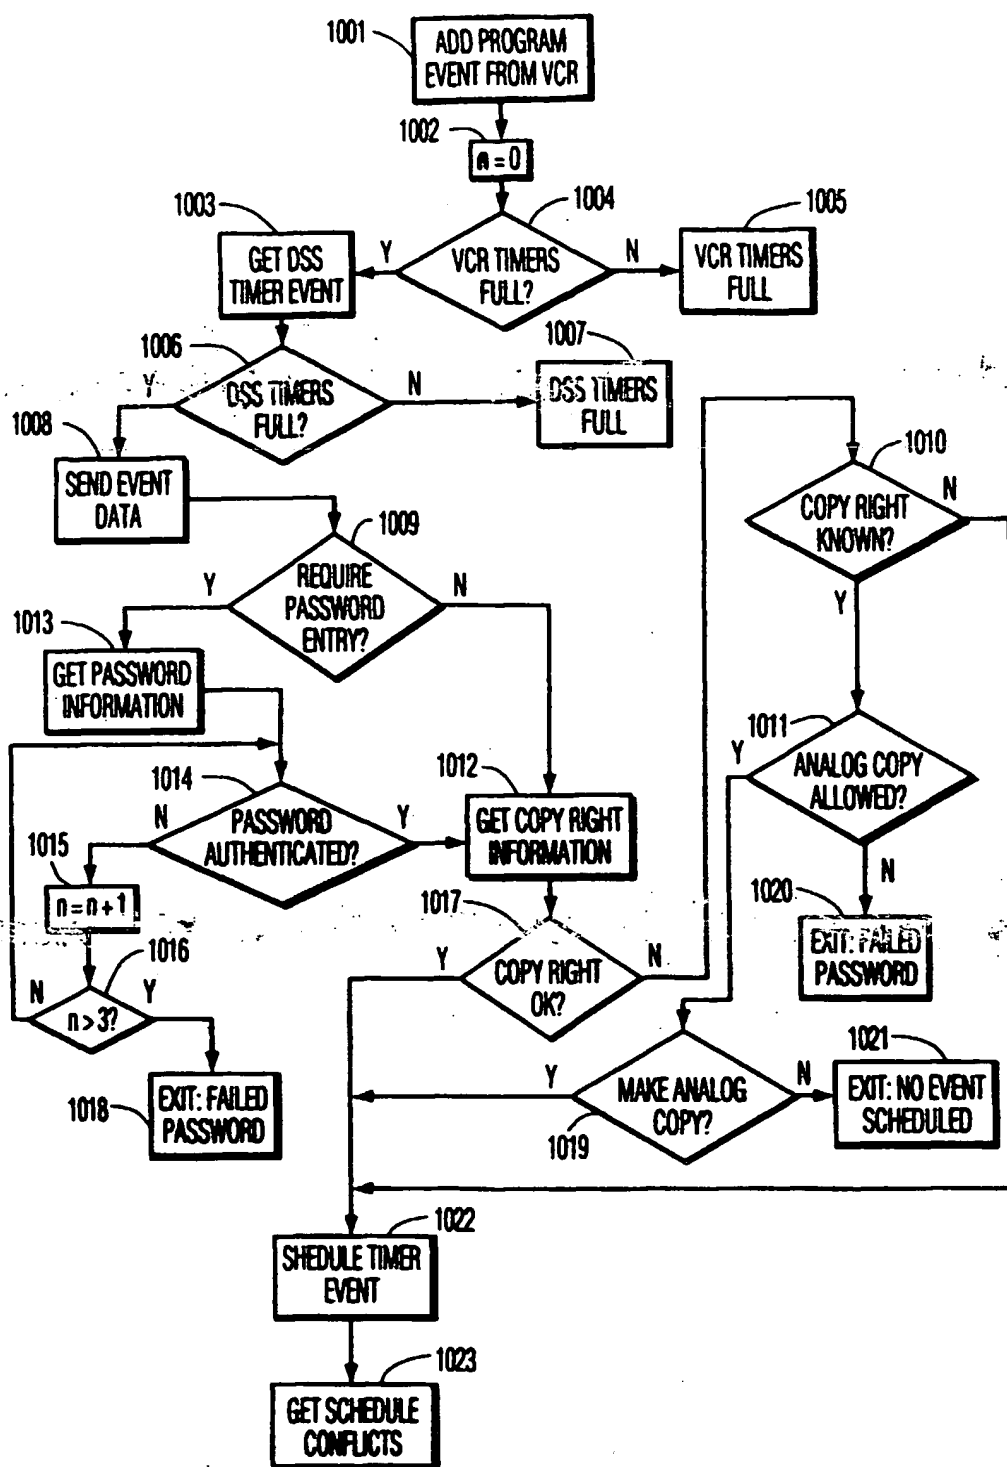 1001
ADD PROGRAM
EVENT FROM VCR
1002
n = 0
1003
1004
1005
GET DSS
TIMER EVENT
Y
VCR TIMERS
FULL?
N
VCR TIMERS
FULL
1006
1007
Y
DSS TIMERS
FULL?
N
DSS TIMERS
FULL
1008
SEND EVENT
DATA
1009
1010
COPY RIGHT
KNOWN?
N
Y
REQUIRE
PASSWORD
ENTRY?
N
Y
1013
GET PASSWORD
INFORMATION
1011
Y
ANALOG COPY
ALLOWED?
N
1014
N
PASSWORD
AUTHENTICATED?
Y
1012
GET COPY RIGHT
INFORMATION
1015
n = n + 1
1016
N
n > 3?
Y
1017
Y
COPY RIGHT
OK?
N
1020
EXIT: FAILED
PASSWORD
1018
EXIT: FAILED
PASSWORD
Y
MAKE ANALOG
COPY?
N
1019
1021
EXIT: NO EVENT
SCHEDULED
1022
SHEDULE TIMER
EVENT
1023
GET SCHEDULE
CONFLICTS